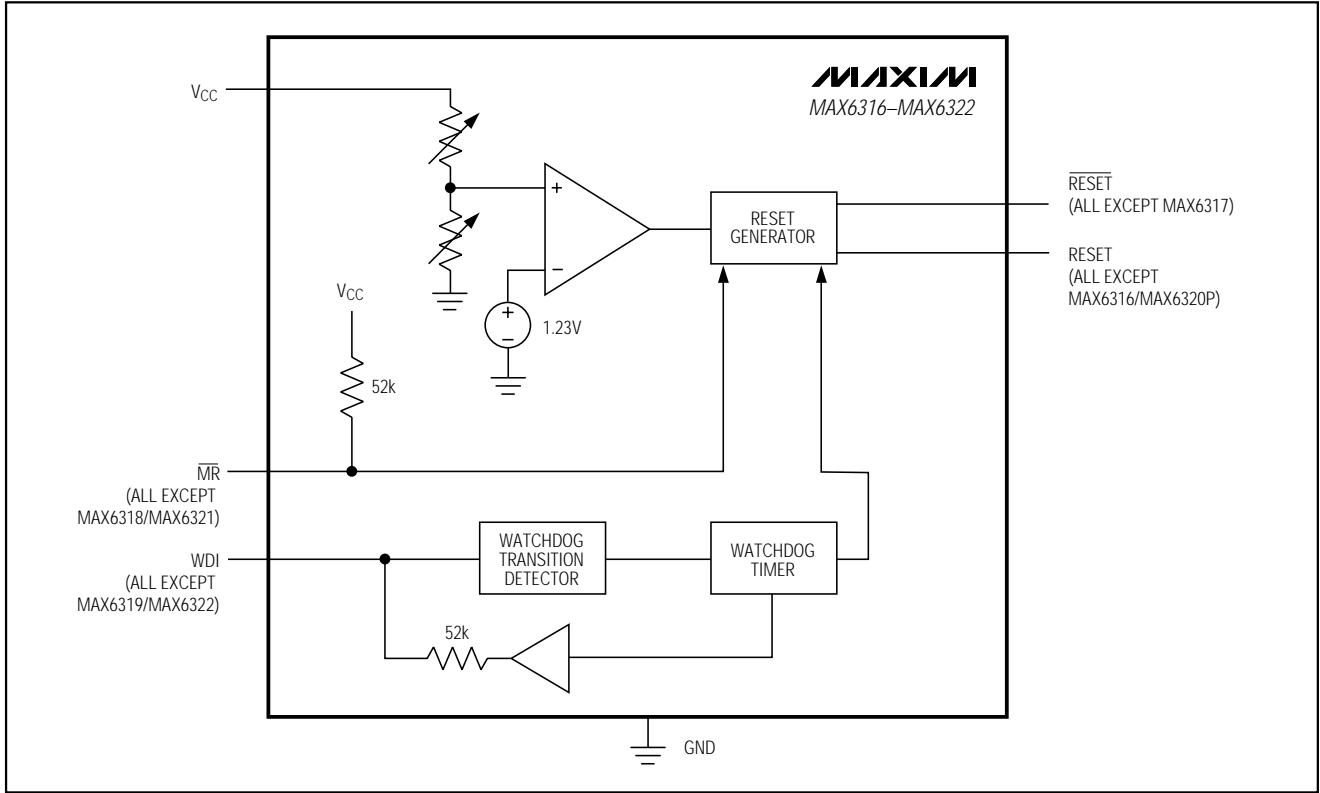 MAXIM
MAX6316–MAX6322
VCC
+
−
RESET
GENERATOR
RESET
(ALL EXCEPT MAX6317)
RESET
(ALL EXCEPT
MAX6316/MAX6320P)
VCC
+
−
1.23V
52k
MR
(ALL EXCEPT
MAX6318/MAX6321)
WDI
(ALL EXCEPT
MAX6319/MAX6322)
WATCHDOG
TRANSITION
DETECTOR
WATCHDOG
TIMER
52k
GND